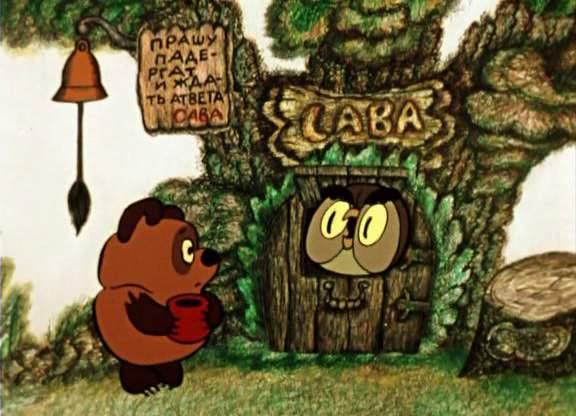 ПРАШУ
ПАДЕ-
РГАТ
И ЖДА-
ТЬ АТВЕТА
САВА
САВА